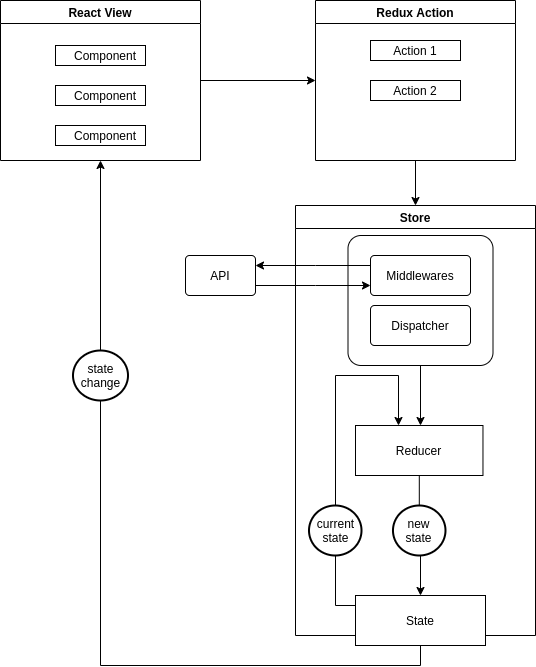 React View
Component
Component
Component
Redux Action
Action 1
Action 2
Store
API
Middlewares
Dispatcher
state
change
Reducer
current
state
new
state
State